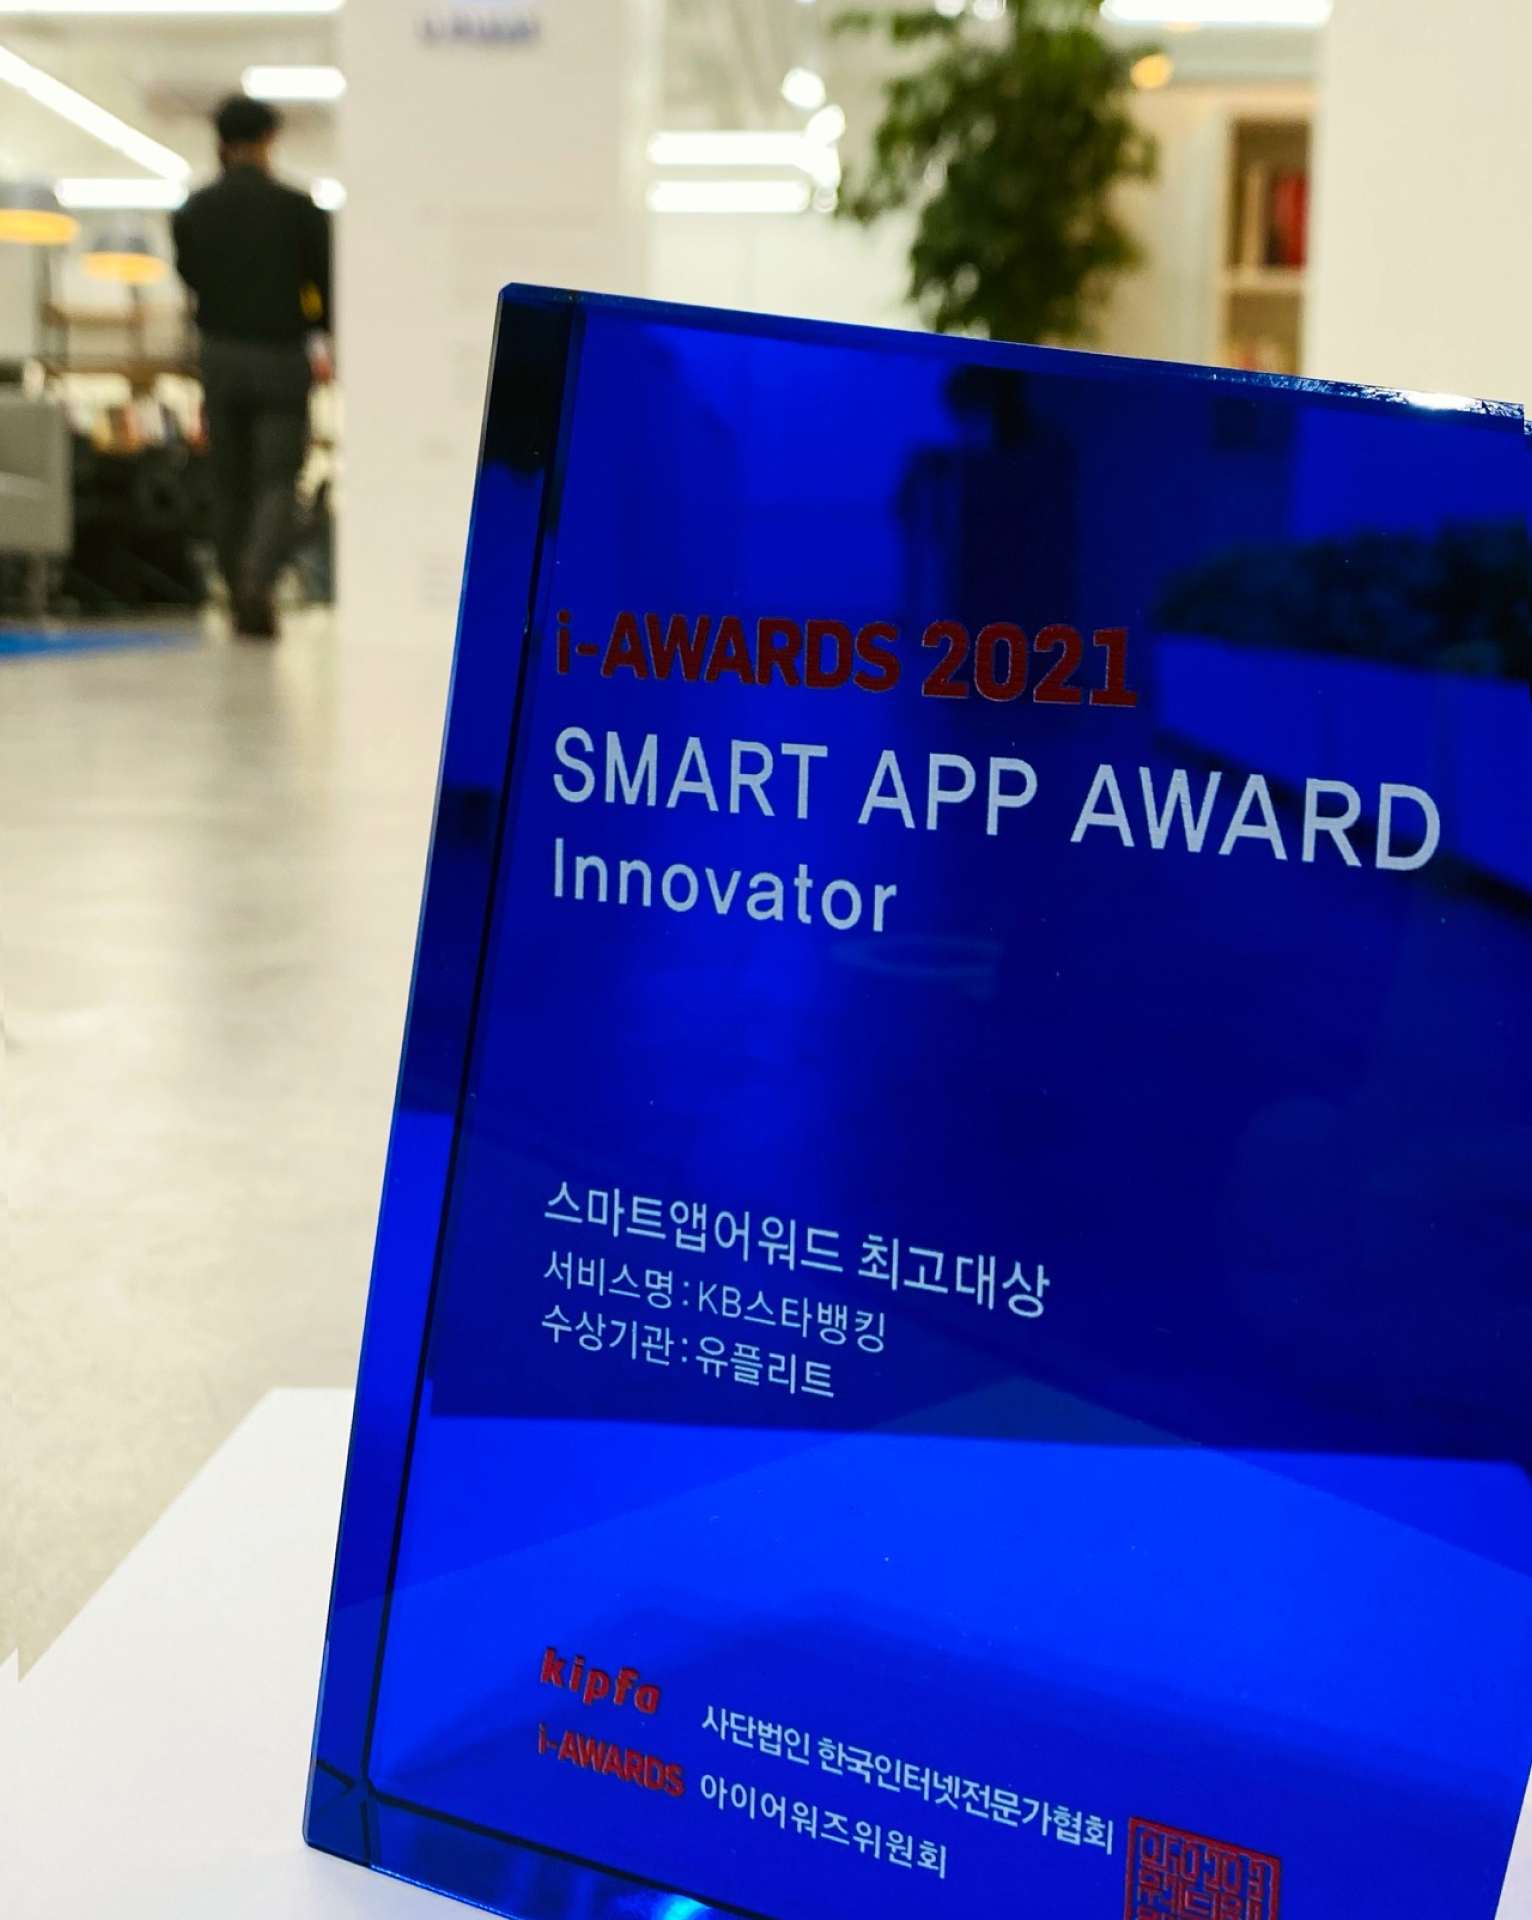 i-AWARDS 2021
SMART APP AWARD
Innovator
스마트앱어워드 최고대상
서비스명 : KB스타뱅킹
수상기관 : 유플리트
kipfa 사단법인 한국인터넷전문가협회
i-AWARDS 아이어워즈위원회